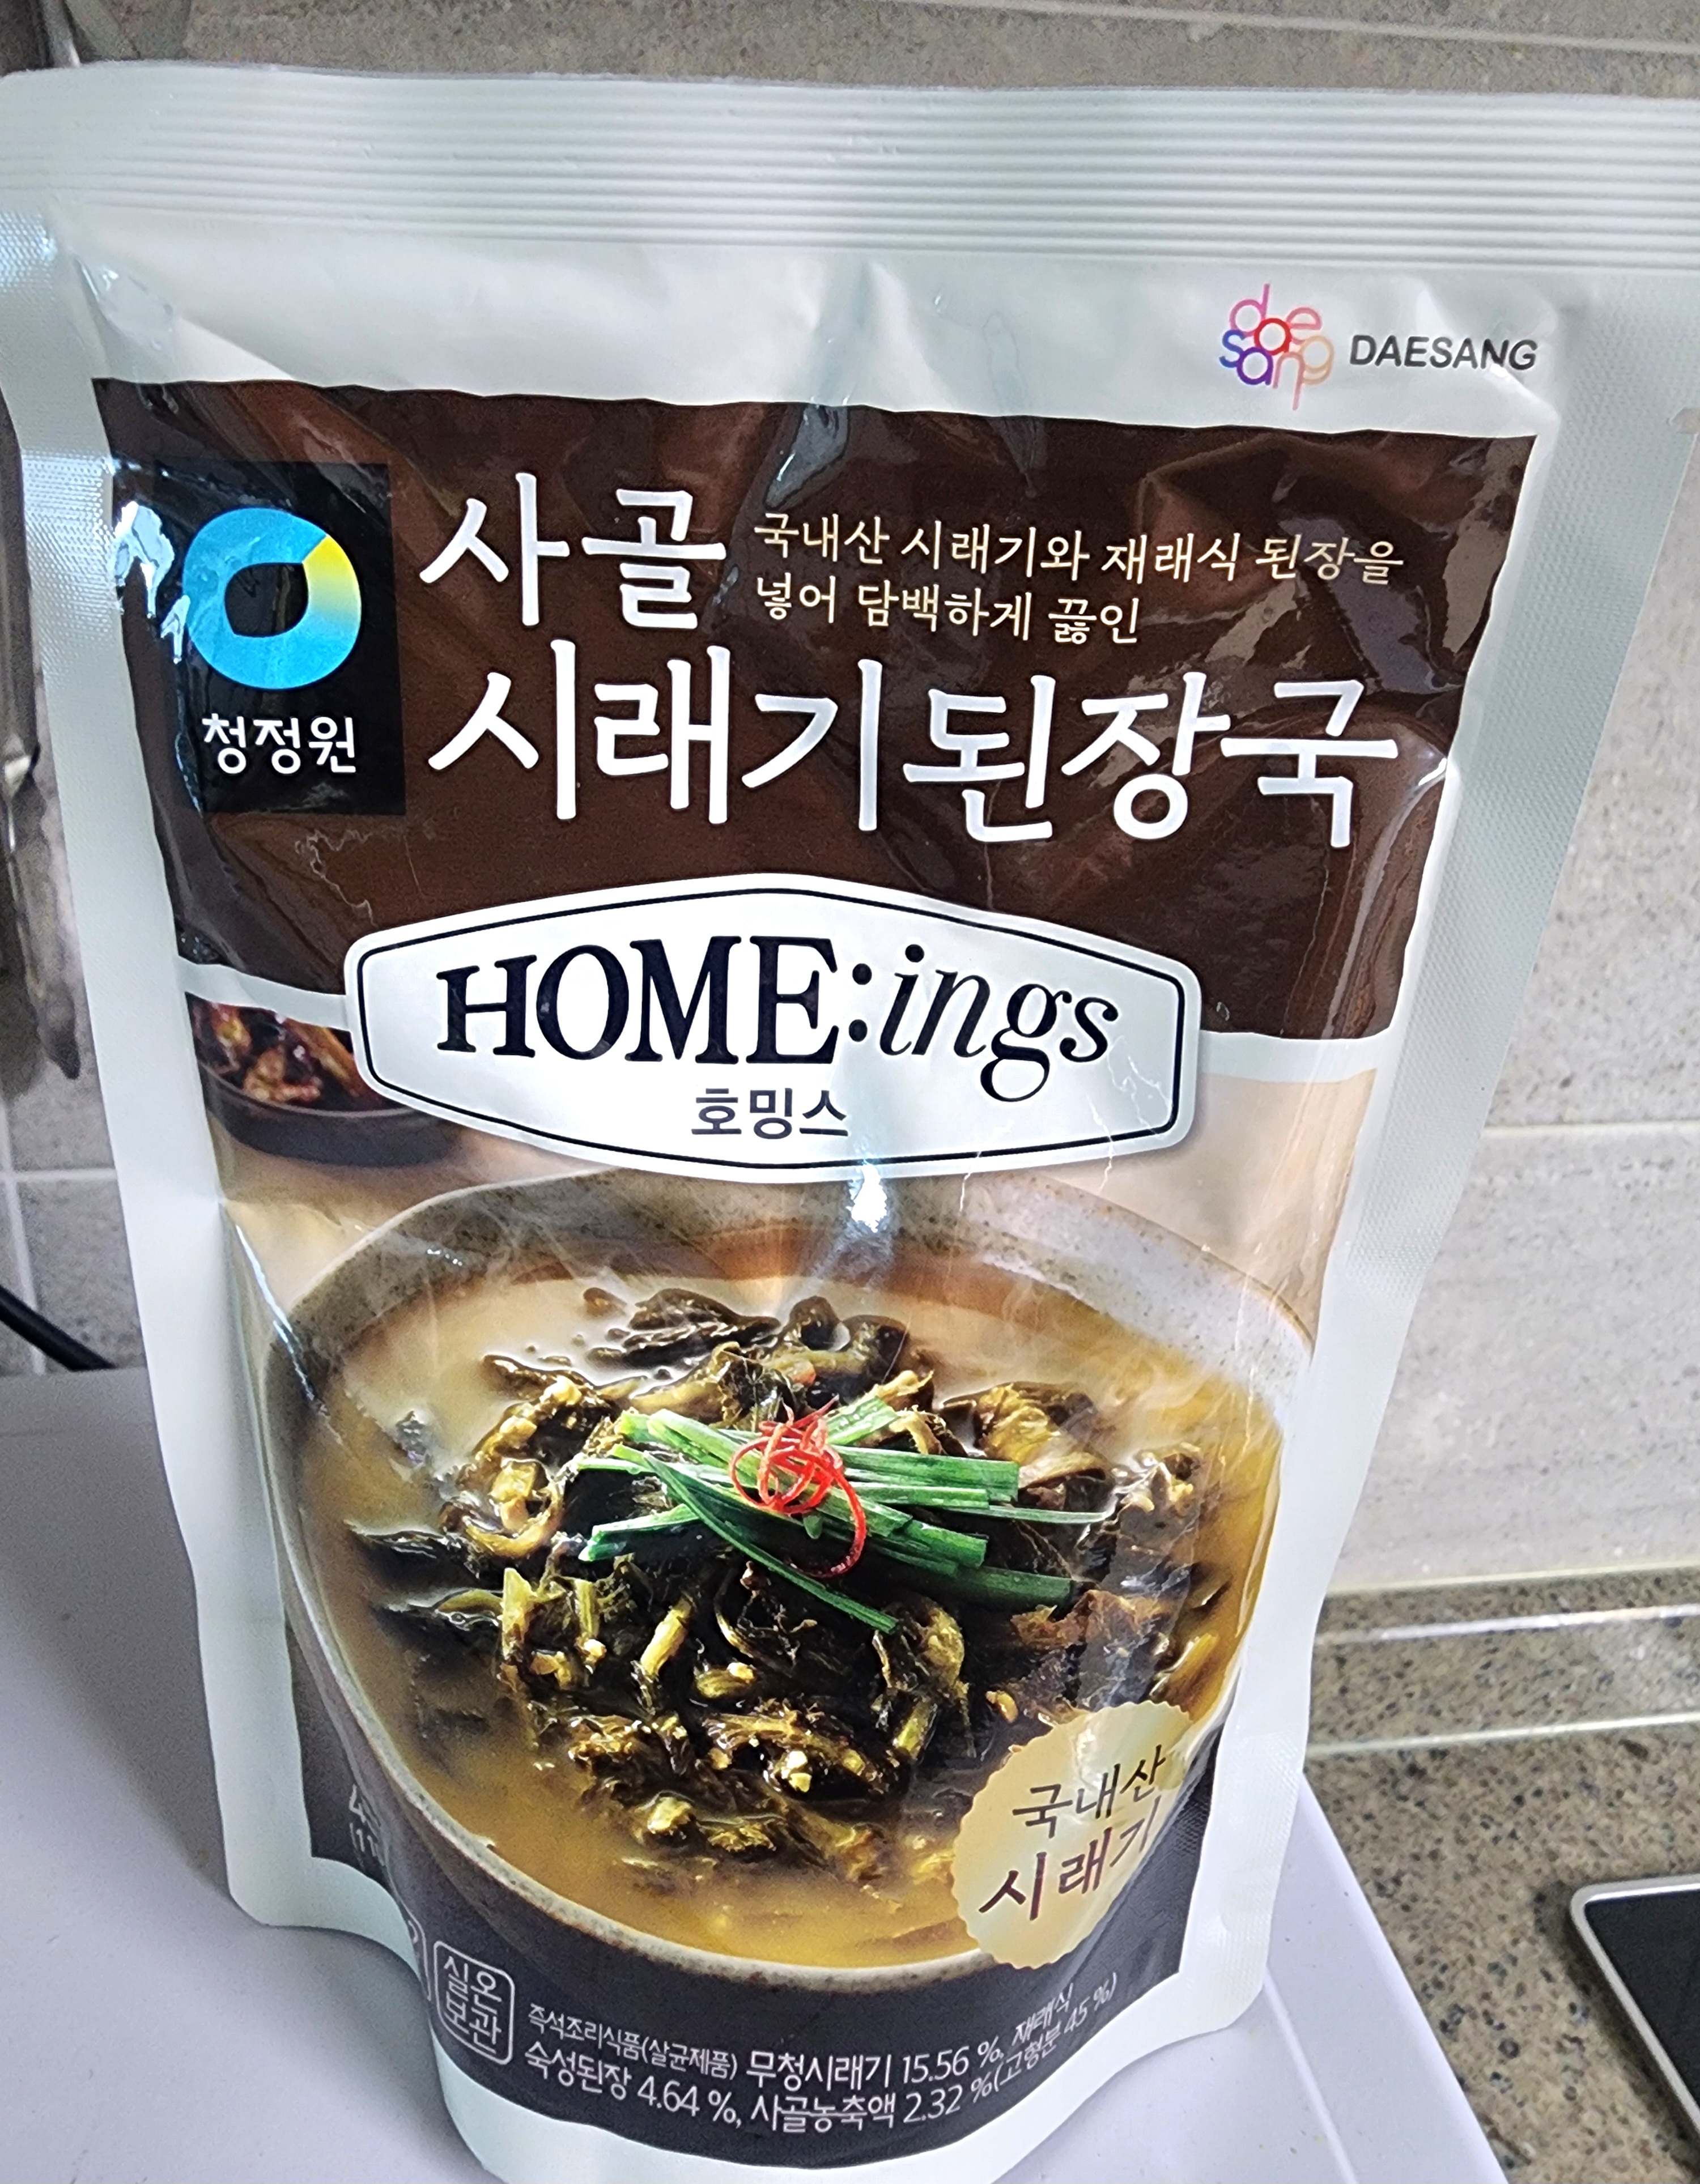 daesang DAESANG
청정원
사골
국내산 시래기와 재래식 된장을
넣어 담백하게 끓인
시래기된장국
HOME:ings
호밍스
국내산
시래기
실온
보관
즉석조리식품(살균제품) 무청시래기 15.56 %, 재래식
숙성된장 4.64 %, 사골농축액 2.32 %(고형분 45 %)